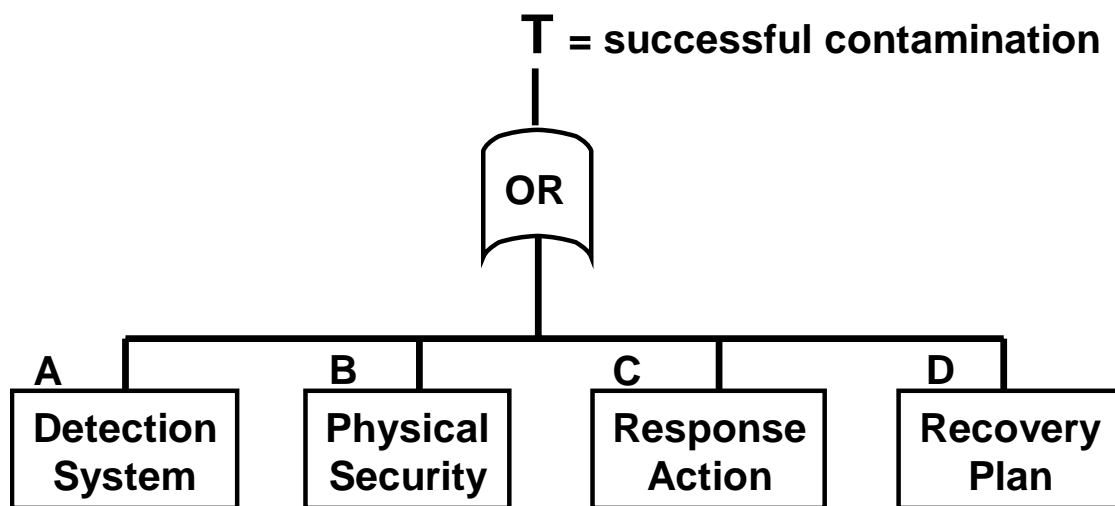 T = successful contamination
OR
A
B
C
D
Detection
System
Physical
Security
Response
Action
Recovery
Plan